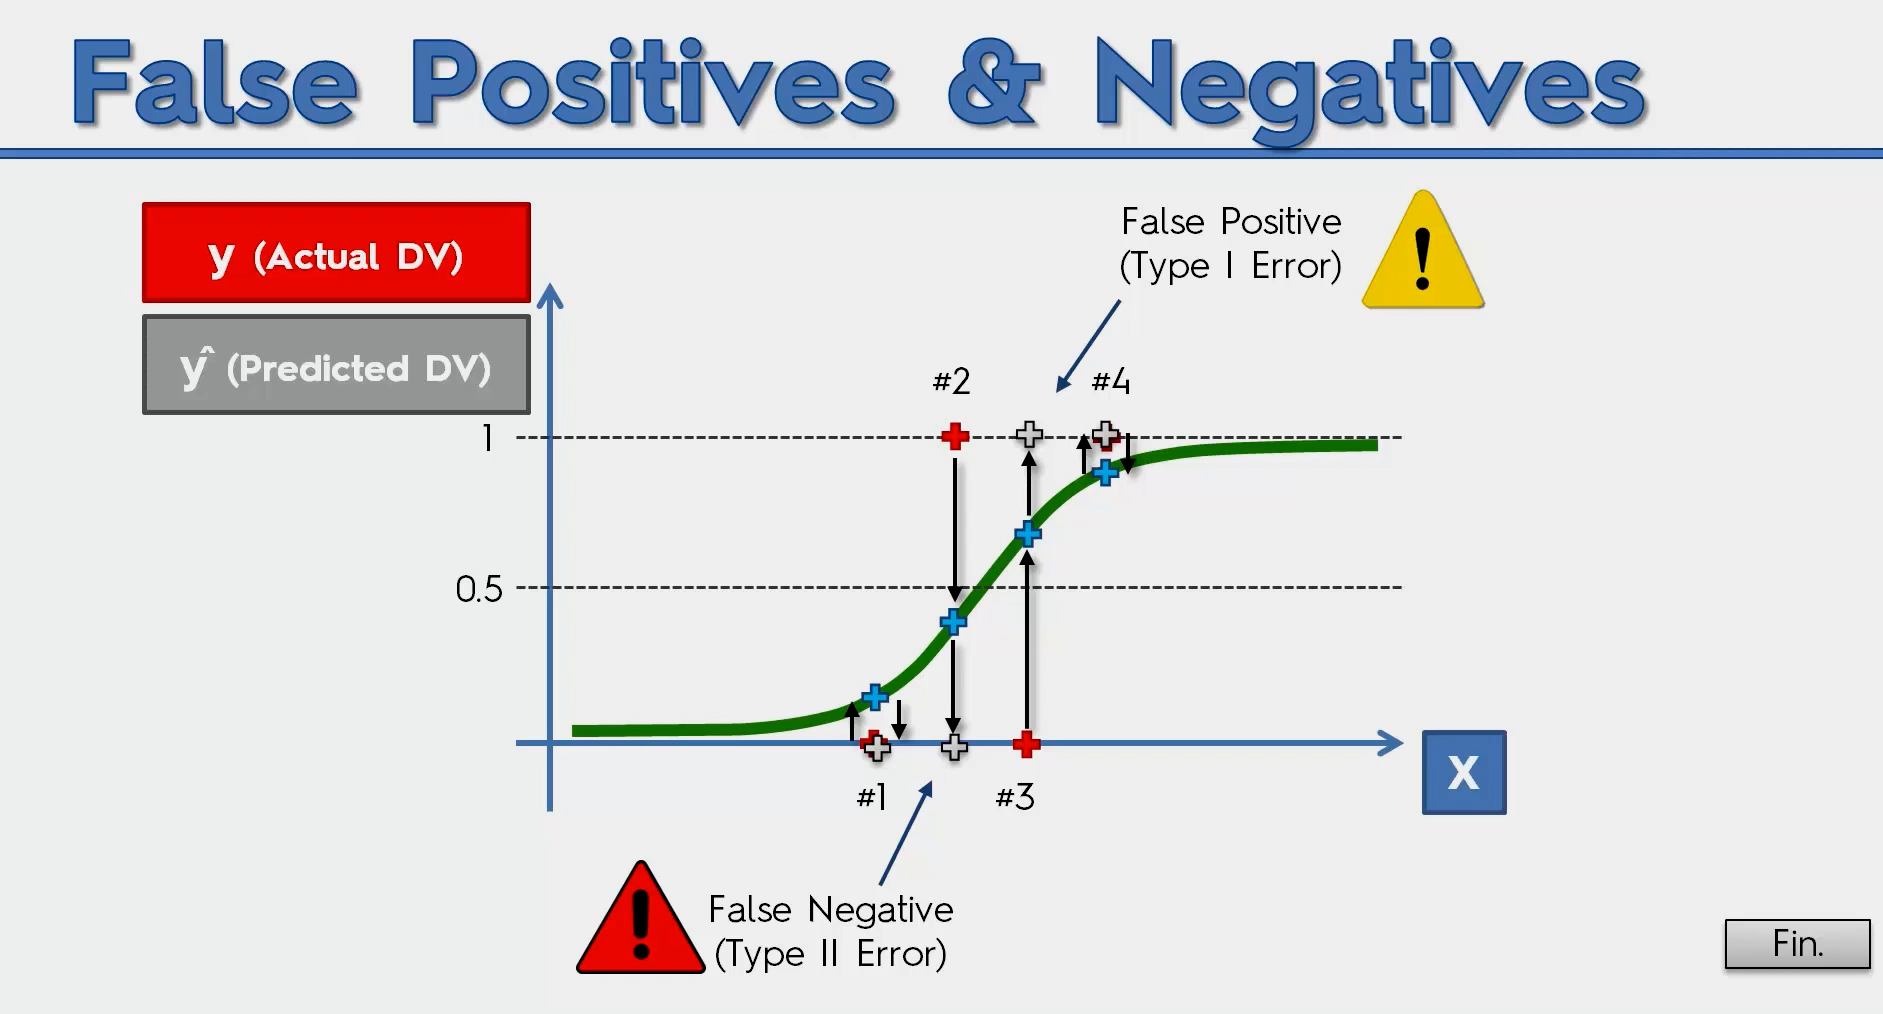 False Positives & Negatives
y (Actual DV)
y^ (Predicted DV)
False Positive
(Type I Error)
#2
#4
1
0.5
#1
#3
X
False Negative
(Type II Error)
Fin.